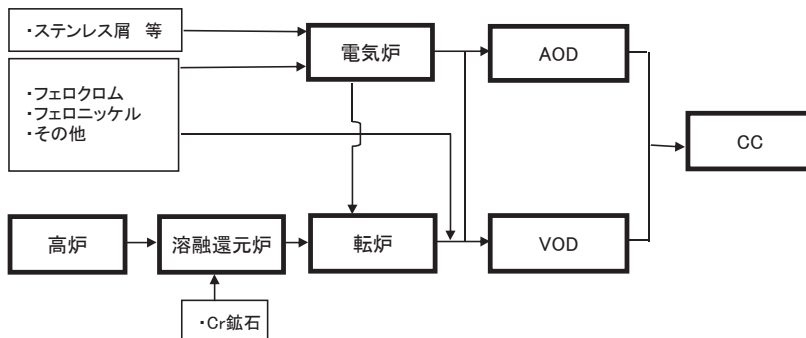 ・ステンレス屑　等
電気炉
AOD
・フェロクロム
・フェロニッケル
・その他
CC
高炉
溶融還元炉
転炉
VOD
・Cr鉱石